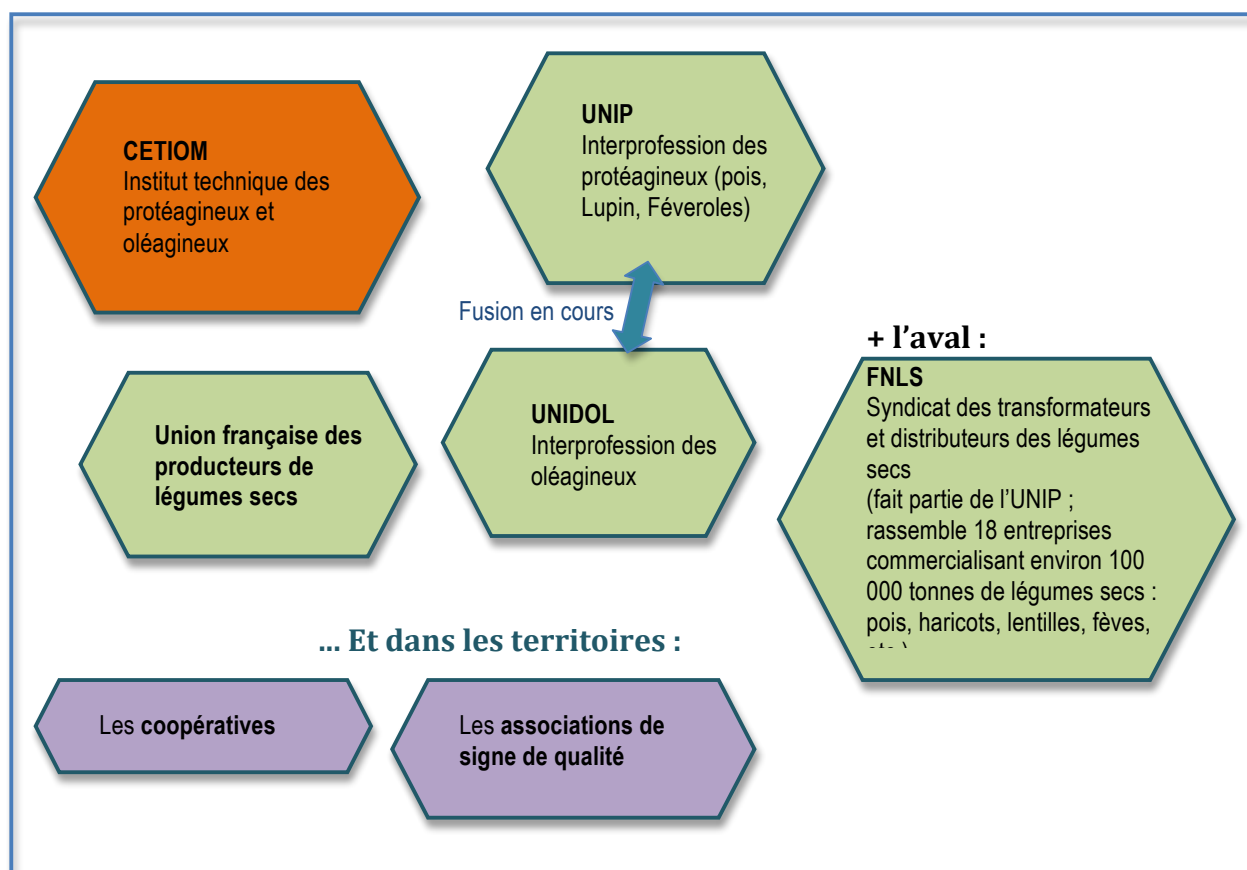 CETIOM
Institut technique des
protéagineux et
oléagineux
UNIP
Interprofession des
protéagineux (pois,
Lupin, Féveroles)
Fusion en cours
Union française des
producteurs de
légumes secs
UNIDOL
Interprofession des
oléagineux
+ l’aval :
FNLS
Syndicat des transformateurs
et distributeurs des légumes
secs
(fait partie de l’UNIP ;
rassemble 18 entreprises
commercialisant environ 100
000 tonnes de légumes secs :
pois, haricots, lentilles, fèves,
... Et dans les territoires :
Les coopératives
Les associations de
signe de qualité